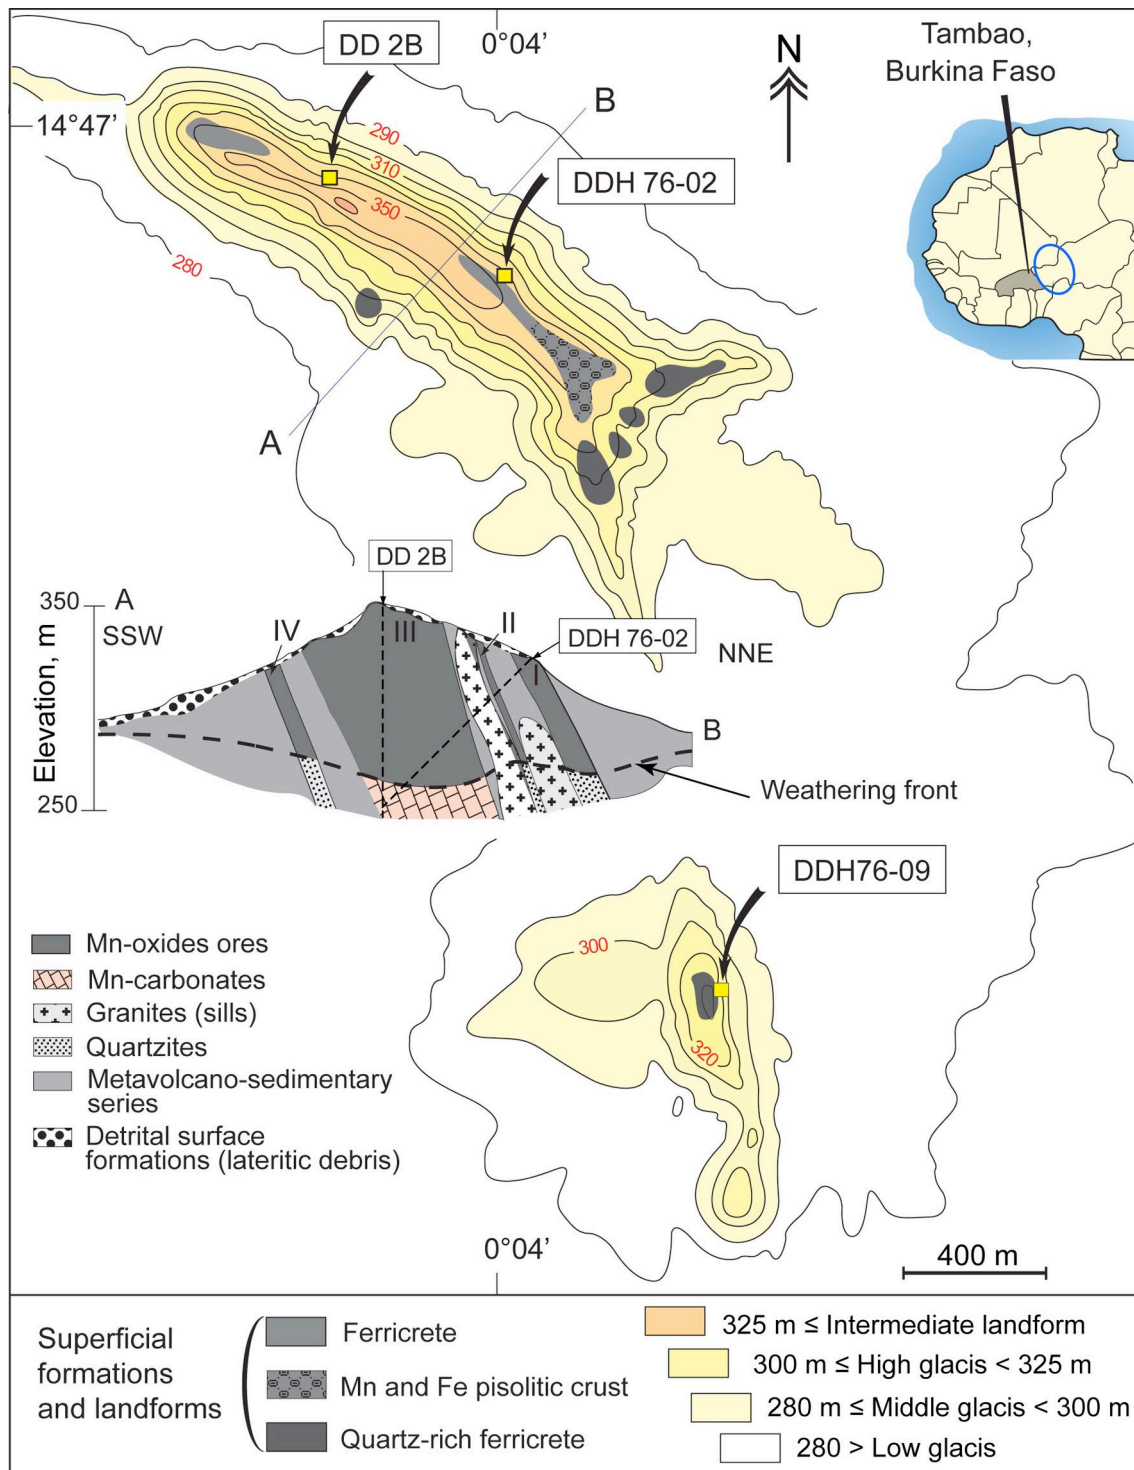 DD 2B
0°04'
N
Tambao,
Burkina Faso
14°47'
B
290
310
DDH 76-02
350
280
A
DD 2B
350
A
SSW
IV
III
II
DDH 76-02
NNE
I
B
Elevation, m
250
Weathering front
DDH76-09
300
320
Mn-oxides ores
Mn-carbonates
Granites (sills)
Quartzites
Metavolcano-sedimentary
series
Detrital surface
formations (lateritic debris)
0°04'
400 m
Superficial
formations
and landforms
Ferricrete
Mn and Fe pisolitic crust
Quartz-rich ferricrete
325 m ≤ Intermediate landform
300 m ≤ High glacis < 325 m
280 m ≤ Middle glacis < 300 m
280 > Low glacis